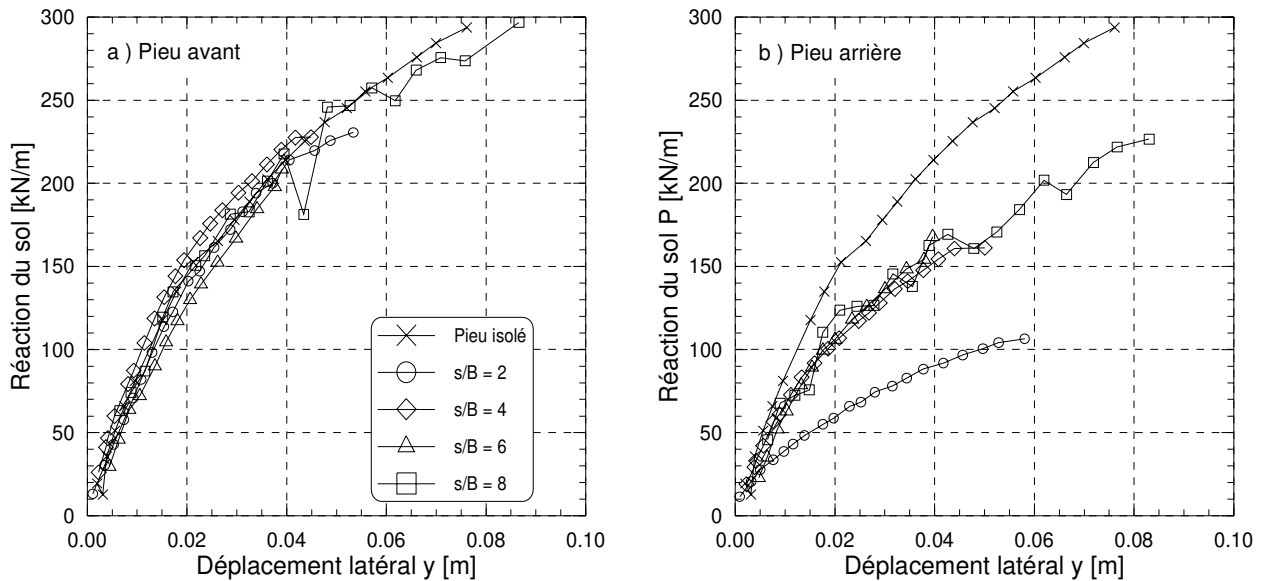 a ) Pieu avant
Réaction du sol [kN/m]
300
250
200
150
100
50
0
0.00 0.02 0.04 0.06 0.08 0.10
Déplacement latéral y [m]
Pieu isolé
s/B = 2
s/B = 4
s/B = 6
s/B = 8
b ) Pieu arrière
Réaction du sol P [kN/m]
300
250
200
150
100
50
0
0.00 0.02 0.04 0.06 0.08 0.10
Déplacement latéral y [m]